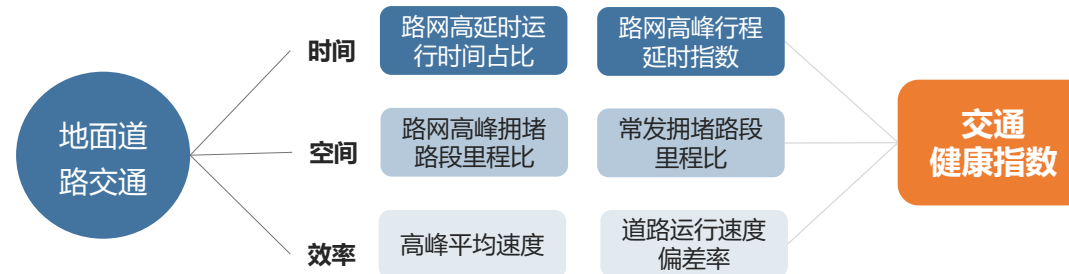 地面道
路交通
时间
路网高延时运
行时间占比
路网高峰行程
延时指数
空间
路网高峰拥堵
路段里程比
常发拥堵路段
里程比
效率
高峰平均速度
道路运行速度
偏差率
交通
健康指数